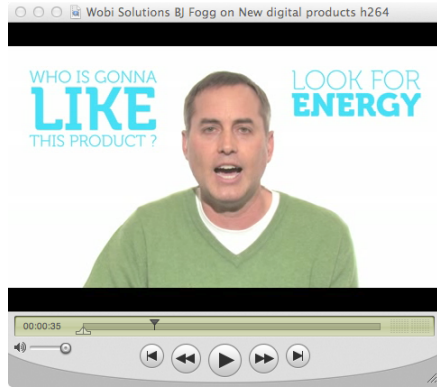 Wobi Solutions BJ Fogg on New digital products h264
WHO IS GONNA
LIKE
THIS PRODUCT ?
LOOK FOR
ENERGY
00:00:35